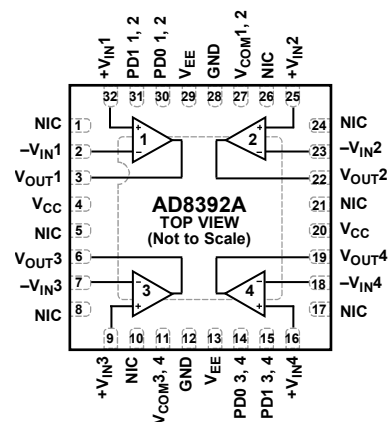 +VIN1
PD1 1, 2
PD0 1, 2
VEE
GND
VCOM1, 2
NIC
+VIN2
32
31
30
29
28
27
26
25
NIC 1
–VIN1 2
VOUT1 3
VCC 4
NIC 5
VOUT3 6
–VIN3 7
NIC 8
1
2
AD8392A
TOP VIEW
(Not to Scale)
3
4
24 NIC
23 –VIN2
22 VOUT2
21 NIC
20 VCC
19 VOUT4
18 –VIN4
17 NIC
9
10
11
12
13
14
15
16
+VIN3
NIC
VCOM3, 4
GND
VEE
PD0 3, 4
PD1 3, 4
+VIN4